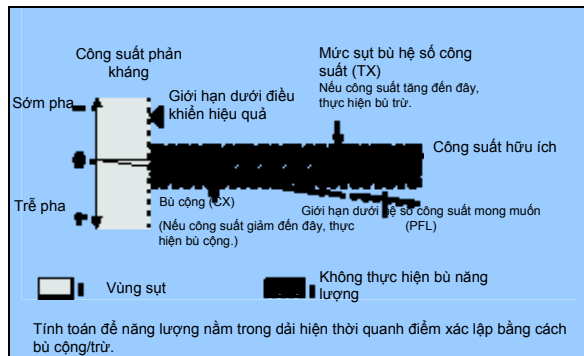 Công suất phản
kháng
Mức sụt bù hệ số công
suất (TX)
Nếu công suất tăng đến đây,
thực hiện bù trừ.
Sớm pha
Giới hạn dưới điều
khiển hiệu quả
Công suất hữu ích
Trễ pha
Bù cộng (CX)
(Nếu công suất giảm đến đây, thực
hiện bù cộng.)
Giới hạn dưới hệ số công suất mong muốn
(PFL)
Vùng sụt
Không thực hiện bù năng
lượng
Tính toán để năng lượng nằm trong dải hiện thời quanh điểm xác lập bằng cách
bù cộng/trừ.